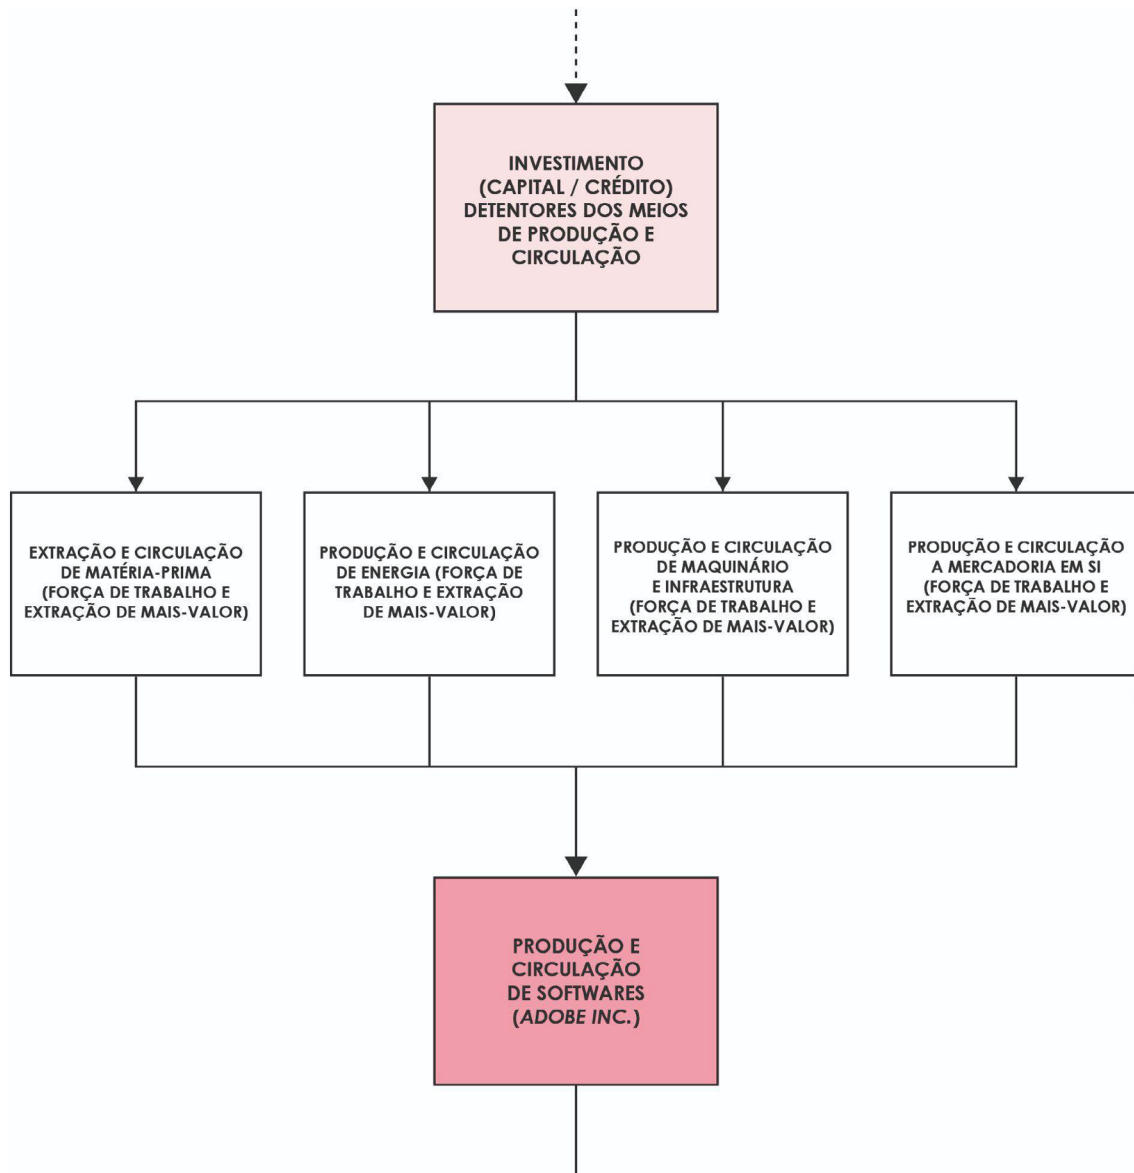 INVESTIMENTO
(CAPITAL / CRÉDITO)
DETENTORES DOS MEIOS
DE PRODUÇÃO E
CIRCULAÇÃO
EXTRAÇÃO E CIRCULAÇÃO
DE MATÉRIA-PRIMA
(FORÇA DE TRABALHO E
EXTRAÇÃO DE MAIS-VALOR)
PRODUÇÃO E CIRCULAÇÃO
DE ENERGIA (FORÇA DE
TRABALHO E EXTRAÇÃO
DE MAIS-VALOR)
PRODUÇÃO E CIRCULAÇÃO
DE MAQUINÁRIO
E INFRAESTRUTURA
(FORÇA DE TRABALHO E
EXTRAÇÃO DE MAIS-VALOR)
PRODUÇÃO E CIRCULAÇÃO
A MERCADORIA EM SI
(FORÇA DE TRABALHO E
EXTRAÇÃO DE MAIS-VALOR)
PRODUÇÃO E
CIRCULAÇÃO
DE SOFTWARES
(ADOBE INC.)